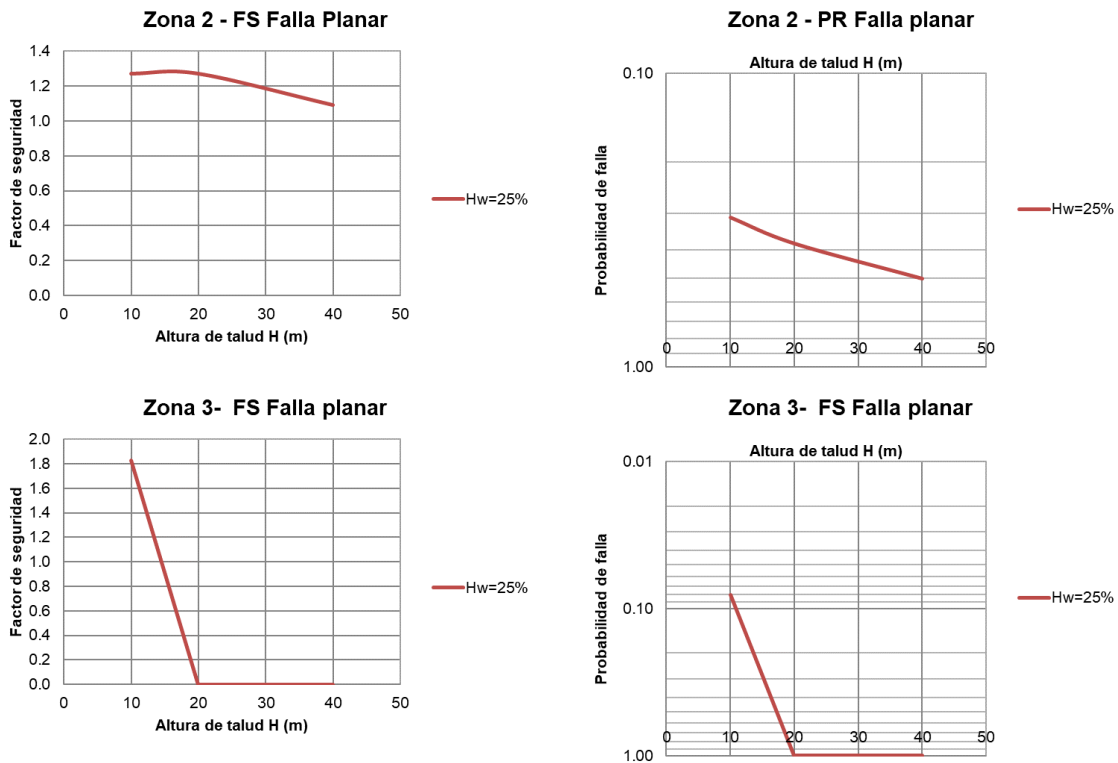 Zona 2 - FS Falla Planar
1.4
1.2
1.0
0.8
0.6
0.4
0.2
0.0
Factor de seguridad
0 10 20 30 40 50
Altura de talud H (m)
Hw=25%
Zona 2 - PR Falla planar
Altura de talud H (m)
0.10
1.00
Probabilidad de falla
0 10 20 30 40 50
Hw=25%
Zona 3-  FS Falla planar
2.0
1.8
1.6
1.4
1.2
1.0
0.8
0.6
0.4
0.2
0.0
Factor de seguridad
0 10 20 30 40 50
Altura de talud H (m)
Hw=25%
Zona 3-  FS Falla planar
Altura de talud H (m)
0.01
0.10
1.00
Probabilidad de falla
0 10 20 30 40 50
Hw=25%